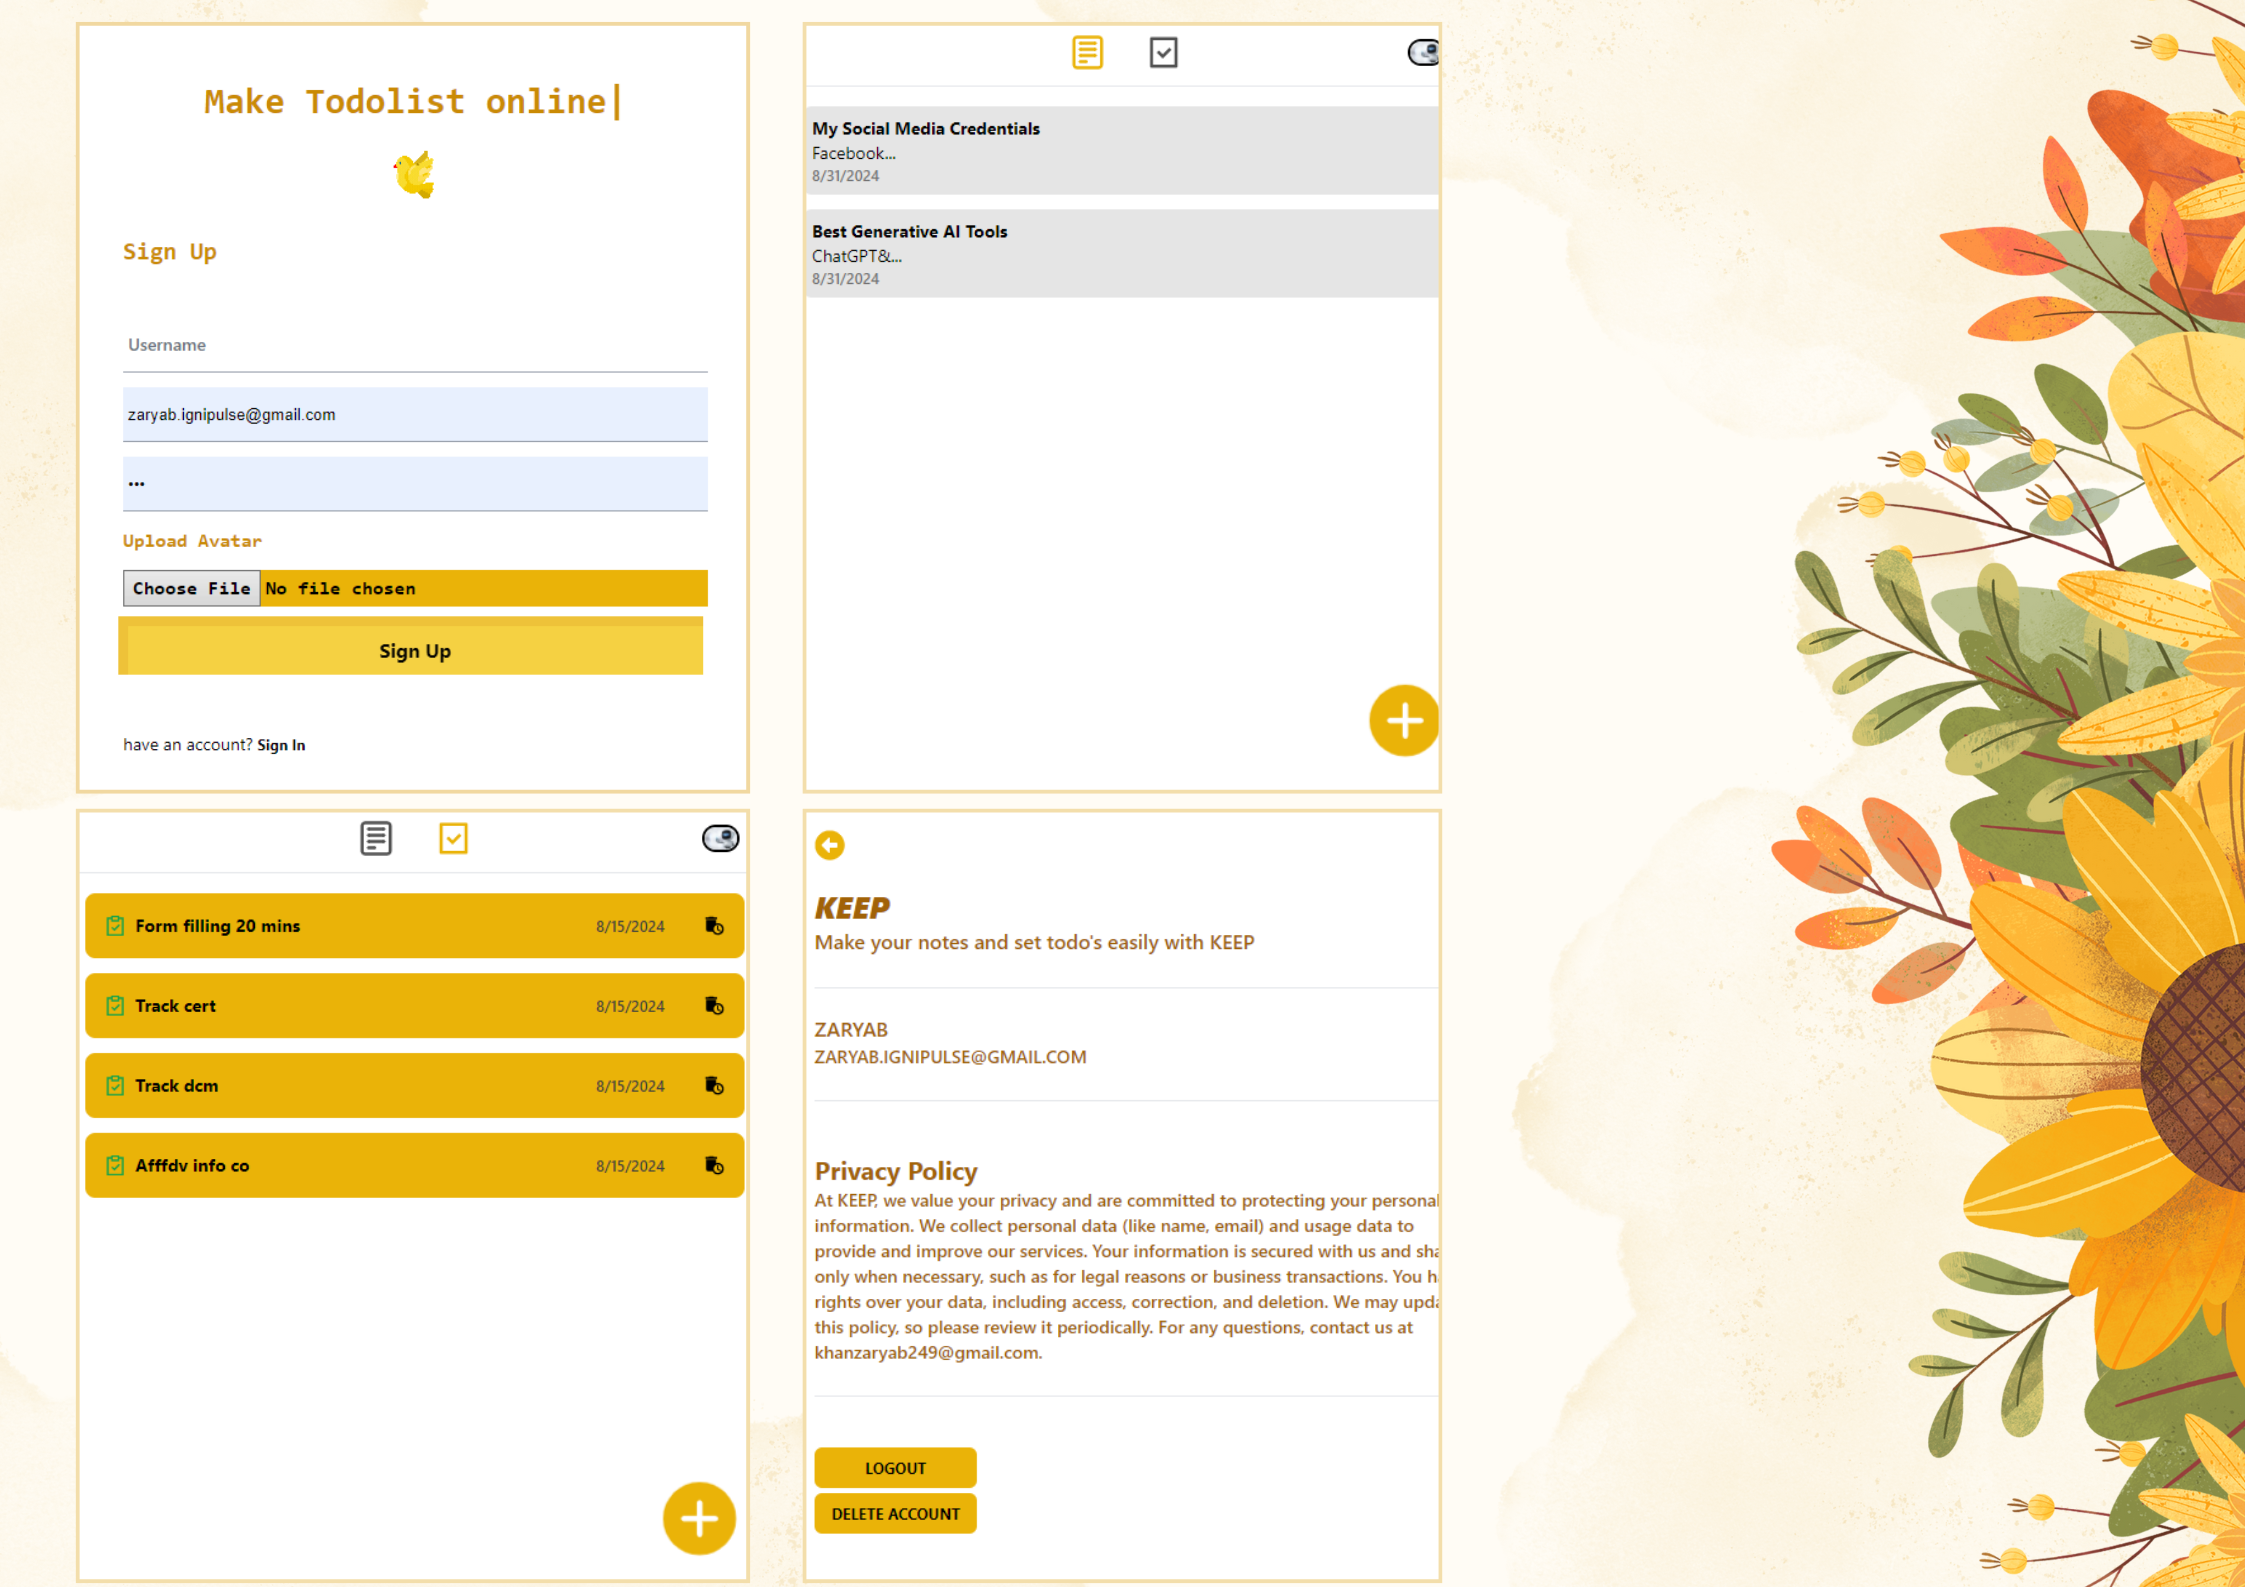 Make Todolist online|
Sign Up
Username
zaryab.ignipulse@gmail.com
•••
Upload Avatar
Choose File No file chosen
Sign Up
have an account? Sign In
My Social Media Credentials
Facebook...
8/31/2024
Best Generative AI Tools
ChatGPT&...
8/31/2024
Form filling 20 mins 8/15/2024
Track cert 8/15/2024
Track dcm 8/15/2024
Afffdv info co 8/15/2024
KEEP
Make your notes and set todo's easily with KEEP
ZARYAB
ZARYAB.IGNIPULSE@GMAIL.COM
Privacy Policy
At KEEP, we value your privacy and are committed to protecting your personal
information. We collect personal data (like name, email) and usage data to
provide and improve our services. Your information is secured with us and sha
only when necessary, such as for legal reasons or business transactions. You h
rights over your data, including access, correction, and deletion. We may upda
this policy, so please review it periodically. For any questions, contact us at
khanzaryab249@gmail.com.
LOGOUT
DELETE ACCOUNT